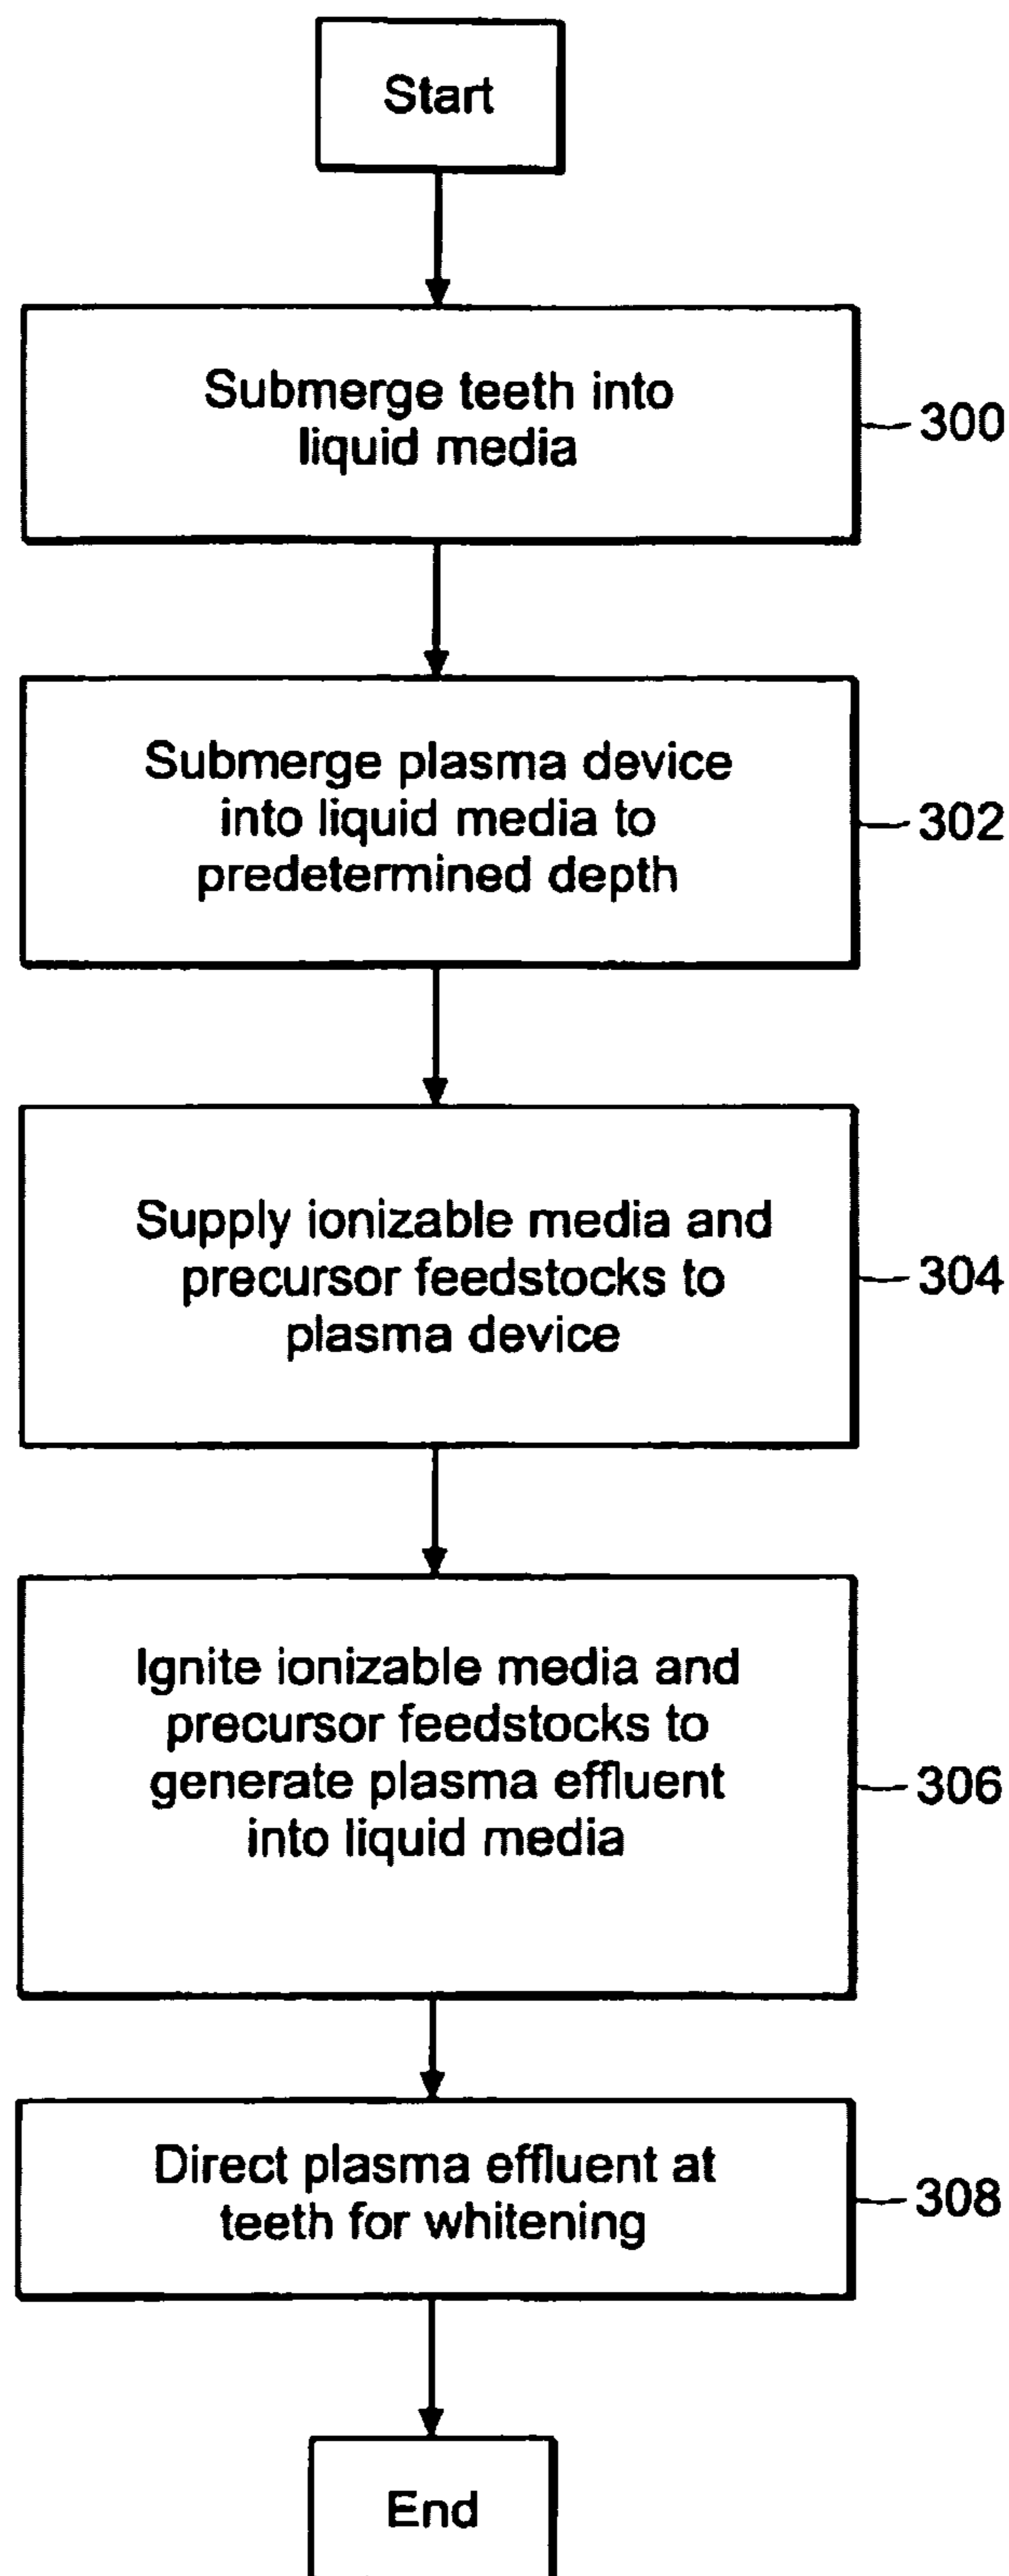 Start
Submerge teeth into
liquid media
300
Submerge plasma device
into liquid media to
predetermined depth
302
Supply ionizable media and
precursor feedstocks to
plasma device
304
Ignite ionizable media and
precursor feedstocks to
generate plasma effluent
into liquid media
306
Direct plasma effluent at
teeth for whitening
308
End